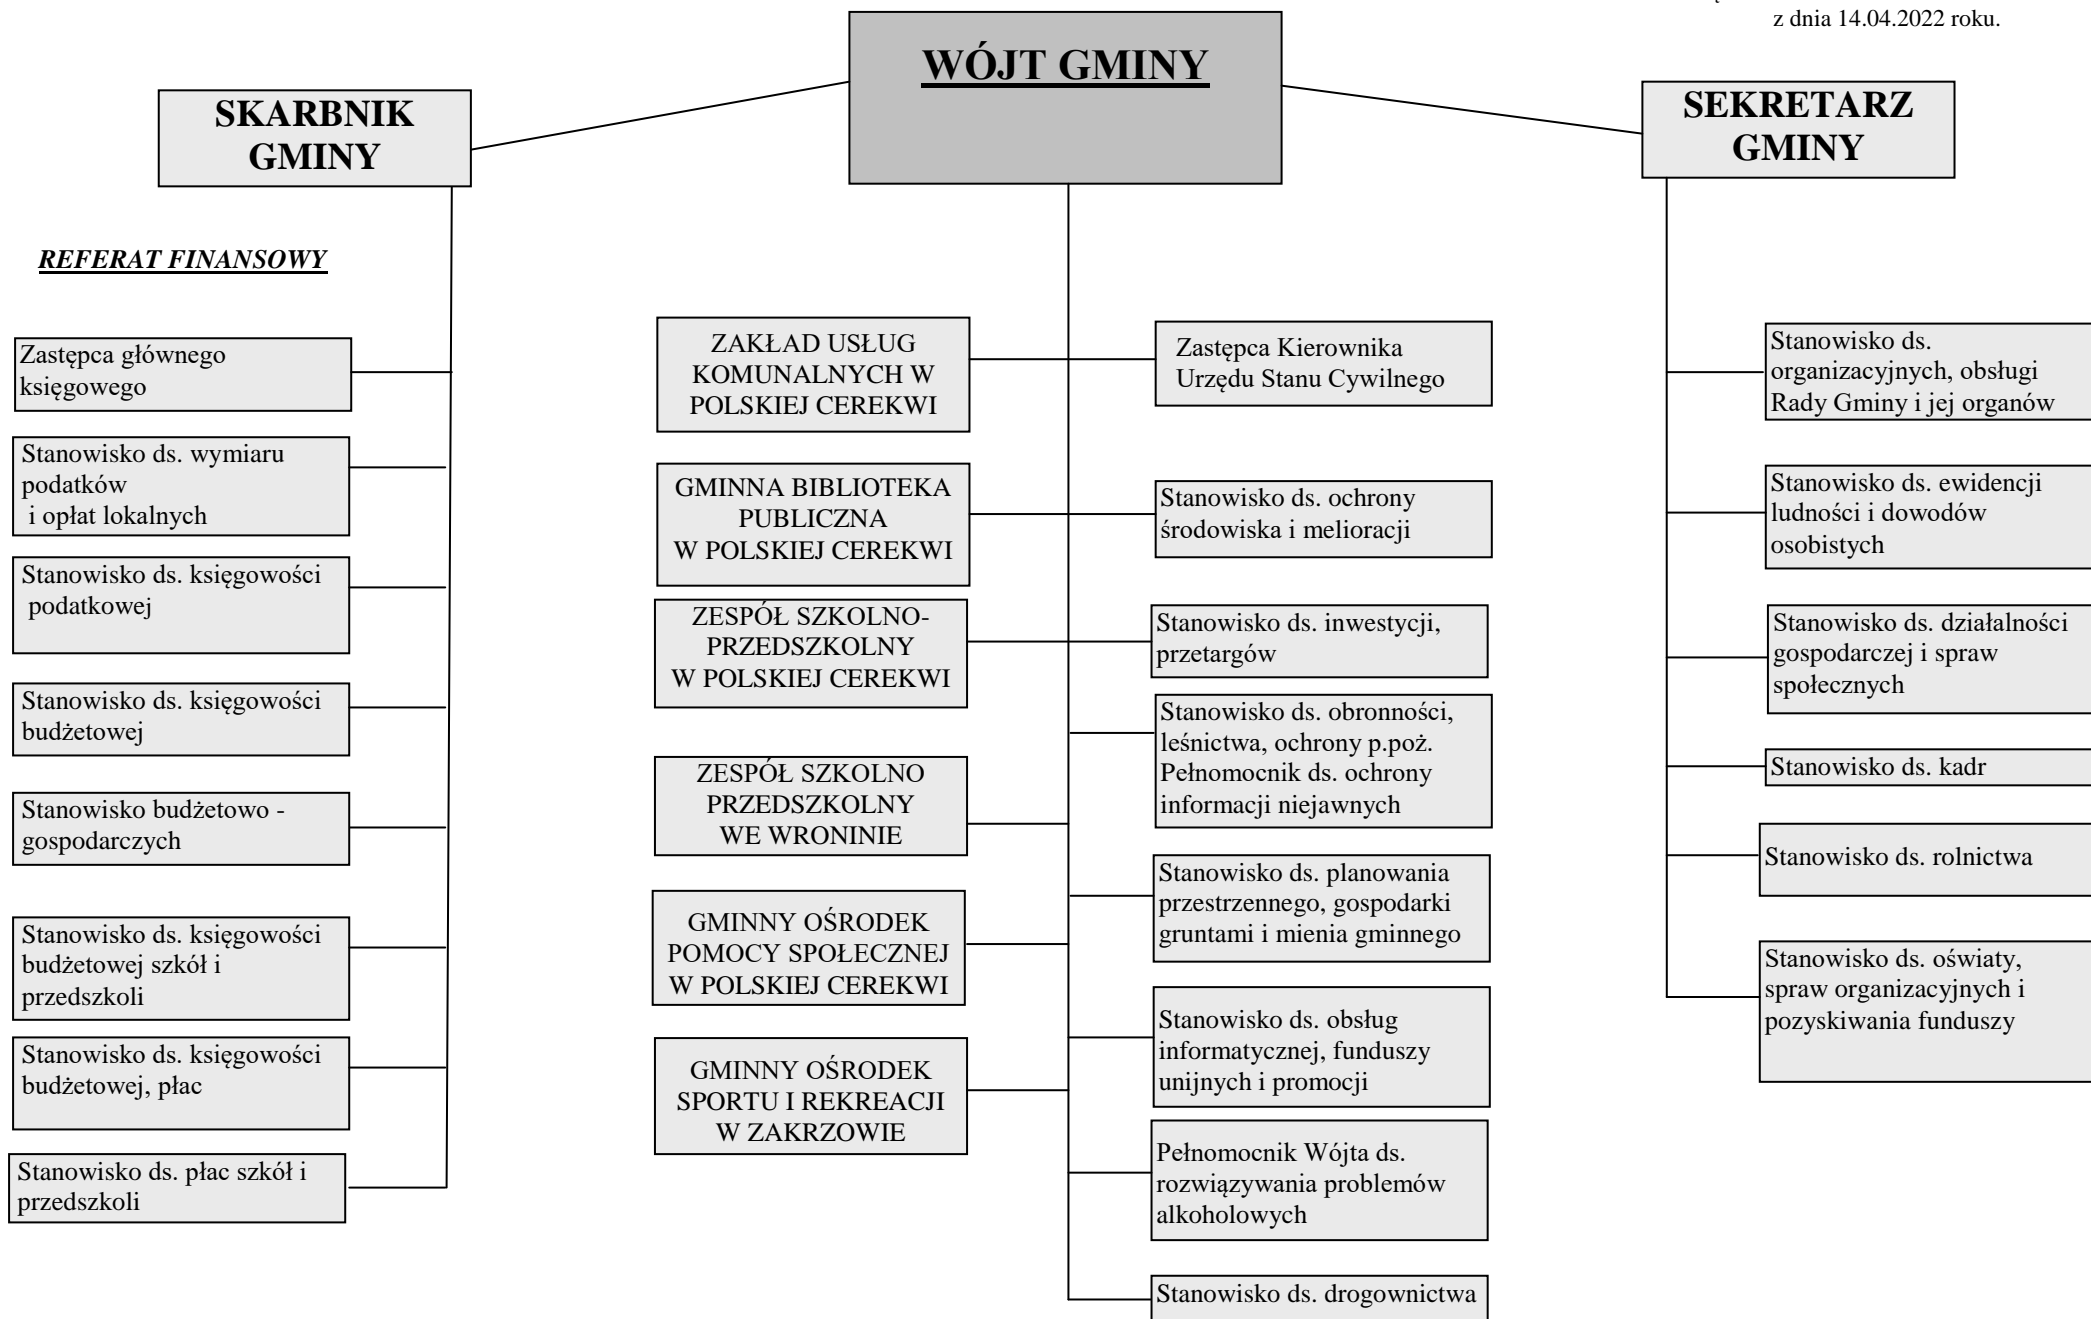 z dnia 14.04.2022 roku.
WÓJT GMINY
SKARBNIK
GMINY
SEKRETARZ
GMINY
REFERAT FINANSOWY
Zastępca głównego
księgowego
Stanowisko ds. wymiaru
podatków
i opłat lokalnych
Stanowisko ds. księgowości
podatkowej
Stanowisko ds. księgowości
budżetowej
Stanowisko budżetowo -
gospodarczych
Stanowisko ds. księgowości
budżetowej szkół i
przedszkoli
Stanowisko ds. księgowości
budżetowej, płac
Stanowisko ds. płac szkół i
przedszkoli
ZAKŁAD USŁUG
KOMUNALNYCH W
POLSKIEJ CEREKWI
GMINNA BIBLIOTEKA
PUBLICZNA
W POLSKIEJ CEREKWI
ZESPÓŁ SZKOLNO-
PRZEDSZKOLNY
W POLSKIEJ CEREKWI
ZESPÓŁ SZKOLNO
PRZEDSZKOLNY
WE WRONINIE
GMINNY OŚRODEK
POMOCY SPOŁECZNEJ
W POLSKIEJ CEREKWI
GMINNY OŚRODEK
SPORTU I REKREACJI
W ZAKRZOWIE
Zastępca Kierownika
Urzędu Stanu Cywilnego
Stanowisko ds. ochrony
środowiska i melioracji
Stanowisko ds. inwestycji,
przetargów
Stanowisko ds. obronności,
leśnictwa, ochrony p.poż.
Pełnomocnik ds. ochrony
informacji niejawnych
Stanowisko ds. planowania
przestrzennego, gospodarki
gruntami i mienia gminnego
Stanowisko ds. obsług
informatycznej, funduszy
unijnych i promocji
Pełnomocnik Wójta ds.
rozwiązywania problemów
alkoholowych
Stanowisko ds. drogownictwa
Stanowisko ds.
organizacyjnych, obsługi
Rady Gminy i jej organów
Stanowisko ds. ewidencji
ludności i dowodów
osobistych
Stanowisko ds. działalności
gospodarczej i spraw
społecznych
Stanowisko ds. kadr
Stanowisko ds. rolnictwa
Stanowisko ds. oświaty,
spraw organizacyjnych i
pozyskiwania funduszy